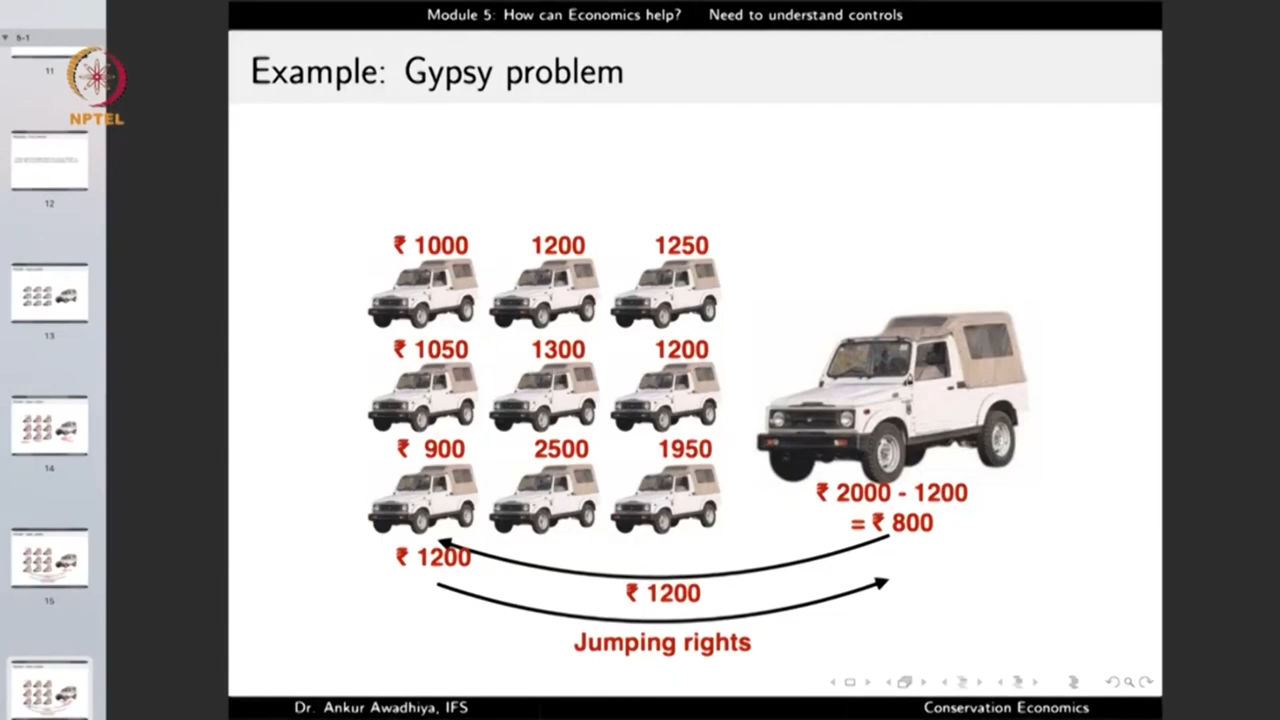 Module 5: How can Economics help? Need to understand controls
5-1
11
NPTEL
Example: Gypsy problem
12
13
14
15
₹ 1000 1200 1250
₹ 1050 1300 1200
₹ 900 2500 1950
₹ 2000 - 1200
= ₹ 800
₹ 1200
₹ 1200
Jumping rights
Dr. Ankur Awadhiya, IFS Conservation Economics